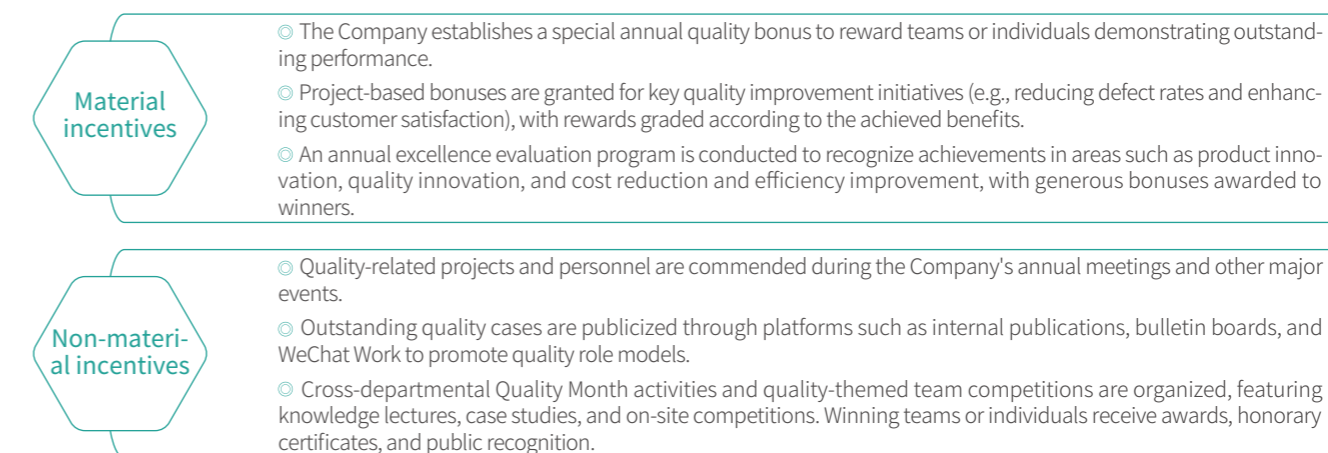 Material
incentives
◎ The Company establishes a special annual quality bonus to reward teams or individuals demonstrating outstand-
ing performance.
◎ Project-based bonuses are granted for key quality improvement initiatives (e.g., reducing defect rates and enhanc-
ing customer satisfaction), with rewards graded according to the achieved benefits.
◎ An annual excellence evaluation program is conducted to recognize achievements in areas such as product inno-
vation, quality innovation, and cost reduction and efficiency improvement, with generous bonuses awarded to
winners.
Non-materi-
al incentives
◎ Quality-related projects and personnel are commended during the Company's annual meetings and other major
events.
◎ Outstanding quality cases are publicized through platforms such as internal publications, bulletin boards, and
WeChat Work to promote quality role models.
◎ Cross-departmental Quality Month activities and quality-themed team competitions are organized, featuring
knowledge lectures, case studies, and on-site competitions. Winning teams or individuals receive awards, honorary
certificates, and public recognition.